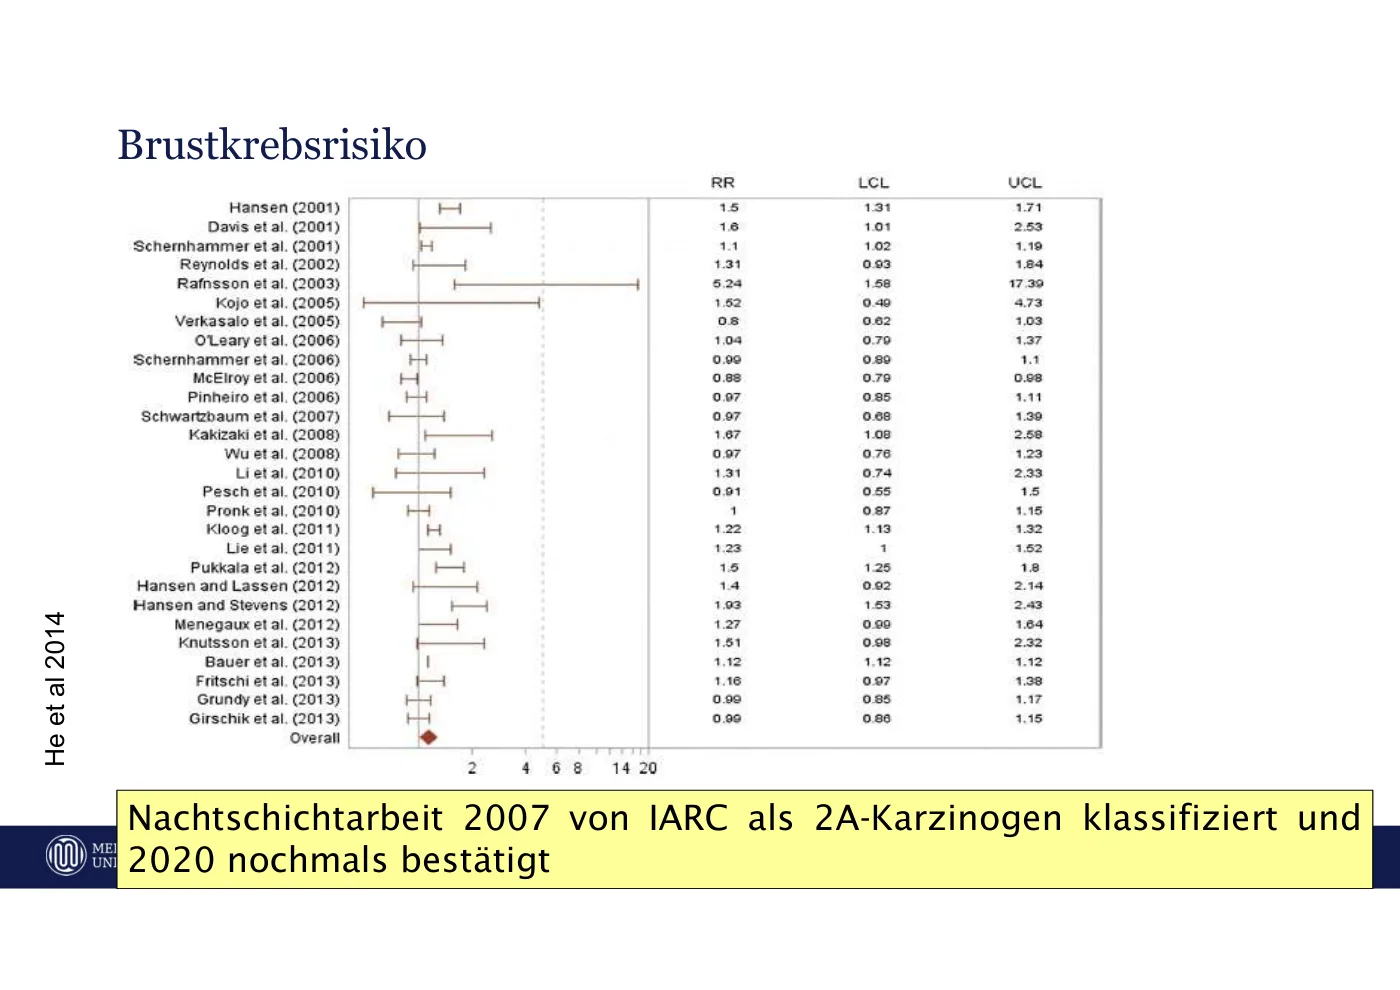 Brustkrebsrisiko
RR LCL UCL
Hansen (2001) 1.5 1.31 1.71
Davis et al. (2001) 1.6 1.01 2.53
Schernhammer et al. (2001) 1.1 1.02 1.19
Reynolds et al. (2002) 1.31 0.93 1.84
Rafnsson et al. (2003) 5.24 1.58 17.39
Kojo et al. (2005) 1.52 0.49 4.73
Verkasalo et al. (2005) 0.8 0.62 1.03
O'Leary et al. (2006) 1.04 0.79 1.37
Schernhammer et al. (2006) 0.99 0.89 1.1
McElroy et al. (2006) 0.88 0.79 0.98
Pinheiro et al. (2006) 0.97 0.85 1.11
Schwartzbaum et al. (2007) 0.97 0.68 1.39
Kakizaki et al. (2008) 1.67 1.08 2.58
Wu et al. (2008) 0.97 0.76 1.23
Li et al. (2010) 1.31 0.74 2.33
Pesch et al. (2010) 0.91 0.55 1.5
Pronk et al. (2010) 1 0.87 1.15
Kloog et al. (2011) 1.22 1.13 1.32
Lie et al. (2011) 1.23 1 1.52
Pukkala et al. (2012) 1.5 1.25 1.8
Hansen and Lassen (2012) 1.4 0.92 2.14
Hansen and Stevens (2012) 1.93 1.53 2.43
Menegaux et al. (2012) 1.27 0.99 1.64
Knutsson et al. (2013) 1.51 0.98 2.32
Bauer et al. (2013) 1.12 1.12 1.12
Fritschi et al. (2013) 1.16 0.97 1.38
Grundy et al. (2013) 0.99 0.85 1.17
Girschik et al. (2013) 0.99 0.86 1.15
Overall
2 4 6 8 14 20
He et al 2014
Nachtschichtarbeit 2007 von IARC als 2A-Karzinogen klassifiziert und
2020 nochmals bestätigt